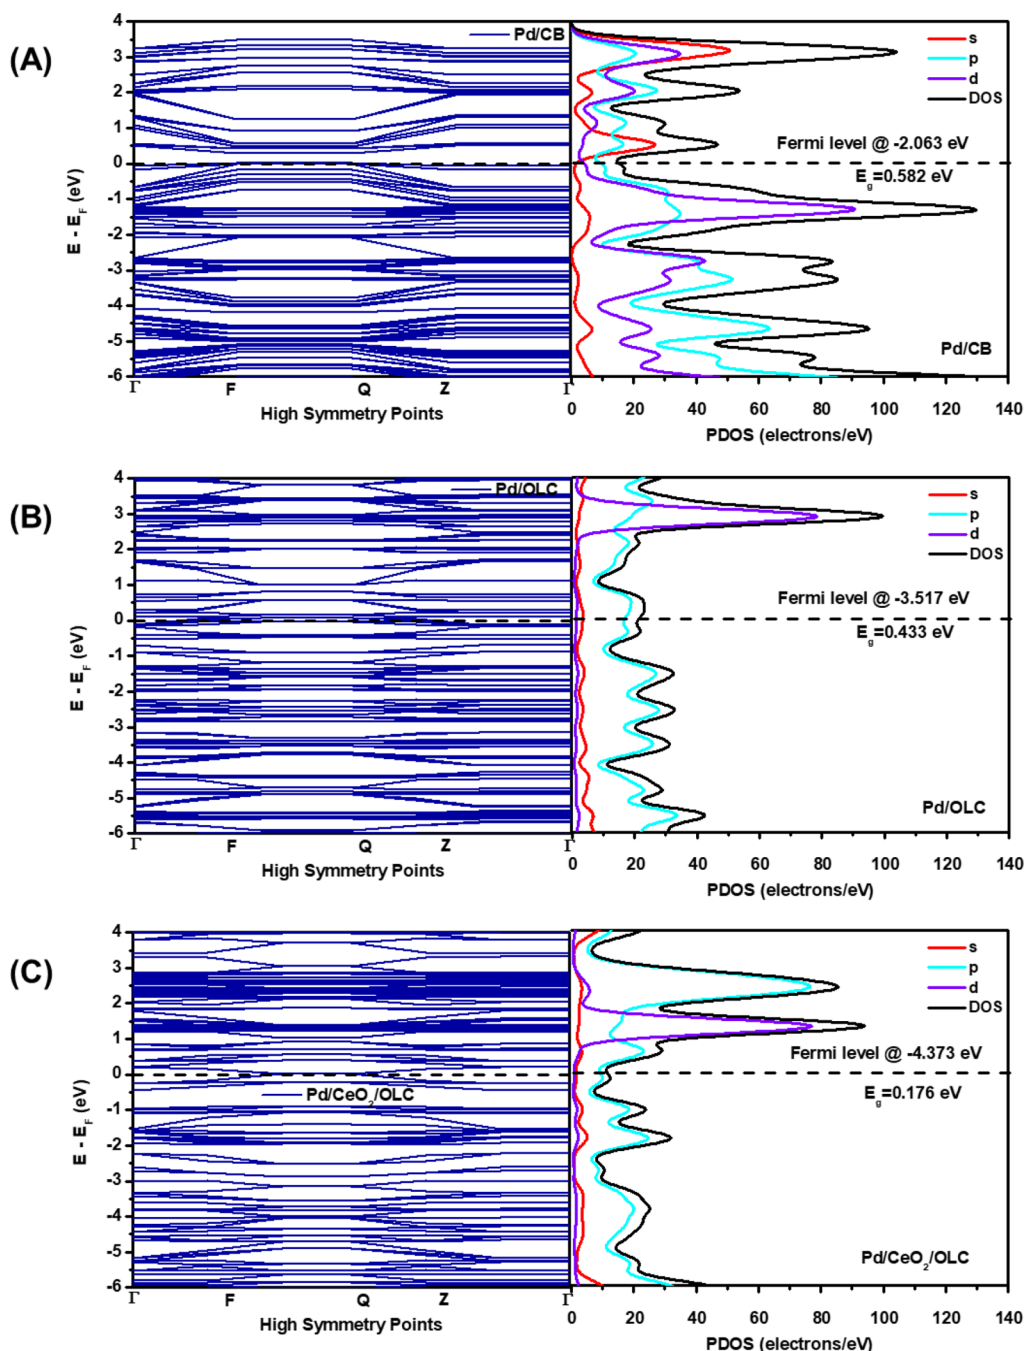 (A)
Pd/CB
s
p
d
DOS
Fermi level @ -2.063 eV
E_g=0.582 eV
Pd/CB
E - E_F (eV)
4
3
2
1
0
-1
-2
-3
-4
-5
-6
Γ F Q Z Γ
High Symmetry Points
0 20 40 60 80 100 120 140
PDOS (electrons/eV)
(B)
Pd/OLC
s
p
d
DOS
Fermi level @ -3.517 eV
E_g=0.433 eV
Pd/OLC
E - E_F (eV)
4
3
2
1
0
-1
-2
-3
-4
-5
-6
Γ F Q Z Γ
High Symmetry Points
0 20 40 60 80 100 120 140
PDOS (electrons/eV)
(C)
s
p
d
DOS
Fermi level @ -4.373 eV
E_g=0.176 eV
Pd/CeO₂/OLC
Pd/CeO₂/OLC
E - E_F (eV)
4
3
2
1
0
-1
-2
-3
-4
-5
-6
Γ F Q Z Γ
High Symmetry Points
0 20 40 60 80 100 120 140
PDOS (electrons/eV)